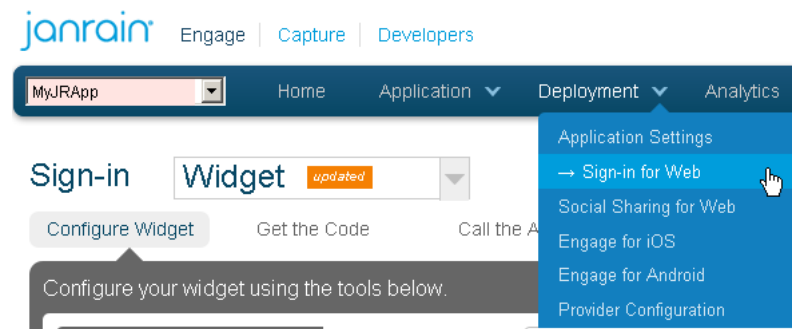 janrain Engage Capture Developers
MyJRApp Home Application Deployment Analytics
Application Settings
→ Sign-in for Web
Social Sharing for Web
Engage for iOS
Engage for Android
Provider Configuration
Sign-in Widget updated
Configure Widget Get the Code Call the A
Configure your widget using the tools below.